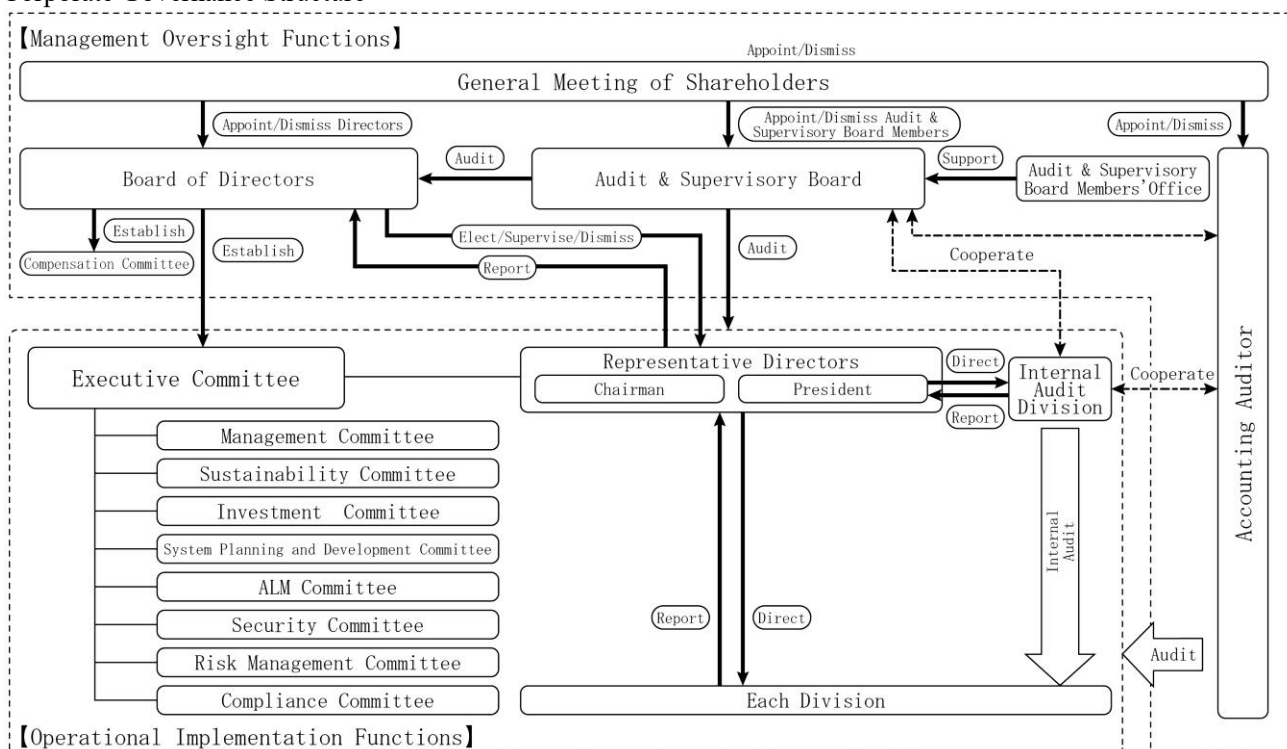 Corporate Governance Structure
【Management Oversight Functions】
Appoint/Dismiss
General Meeting of Shareholders
Appoint/Dismiss Directors
Appoint/Dismiss Audit &
Supervisory Board Members
Appoint/Dismiss
Board of Directors
Audit
Audit & Supervisory Board
Support
Audit & Supervisory
Board Members'Office
Establish
Compensation Committee
Establish
Elect/Supervise/Dismiss
Report
Audit
Cooperate
Accounting Auditor
Executive Committee
Representative Directors
Chairman
President
Direct
Report
Internal
Audit
Division
Cooperate
Management Committee
Sustainability Committee
Investment Committee
System Planning and Development Committee
ALM Committee
Security Committee
Risk Management Committee
Compliance Committee
Report
Direct
Internal
Audit
Audit
Each Division
【Operational Implementation Functions】